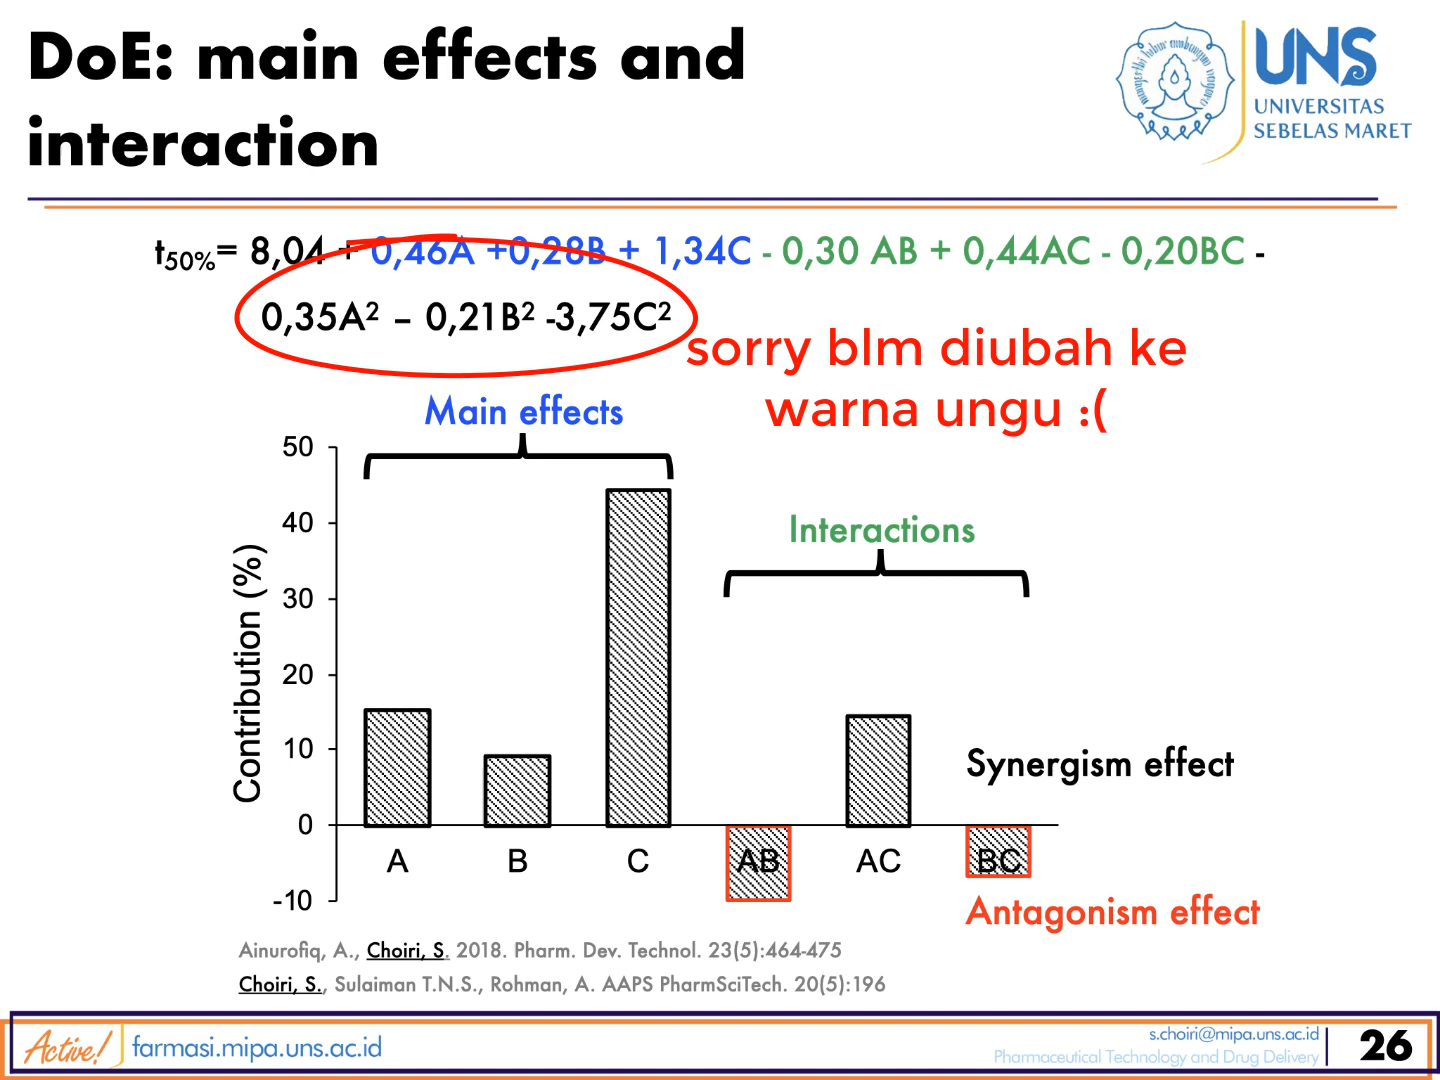 DoE: main effects and
interaction
UNS
UNIVERSITAS
SEBELAS MARET
t50%= 8,04 + 0,46A +0,28B + 1,34C - 0,30 AB + 0,44AC - 0,20BC -
0,35A² – 0,21B² -3,75C²
sorry blm diubah ke
warna ungu :(
Main effects
Interactions
Contribution (%)
50
40
30
20
10
0
-10
A
B
C
AB
AC
BC
Synergism effect
Antagonism effect
Ainurofiq, A., Choiri, S. 2018. Pharm. Dev. Technol. 23(5):464-475
Choiri, S., Sulaiman T.N.S., Rohman, A. AAPS PharmSciTech. 20(5):196
Active!
farmasi.mipa.uns.ac.id
s.choiri@mipa.uns.ac.id
Pharmaceutical Technology and Drug Delivery
26